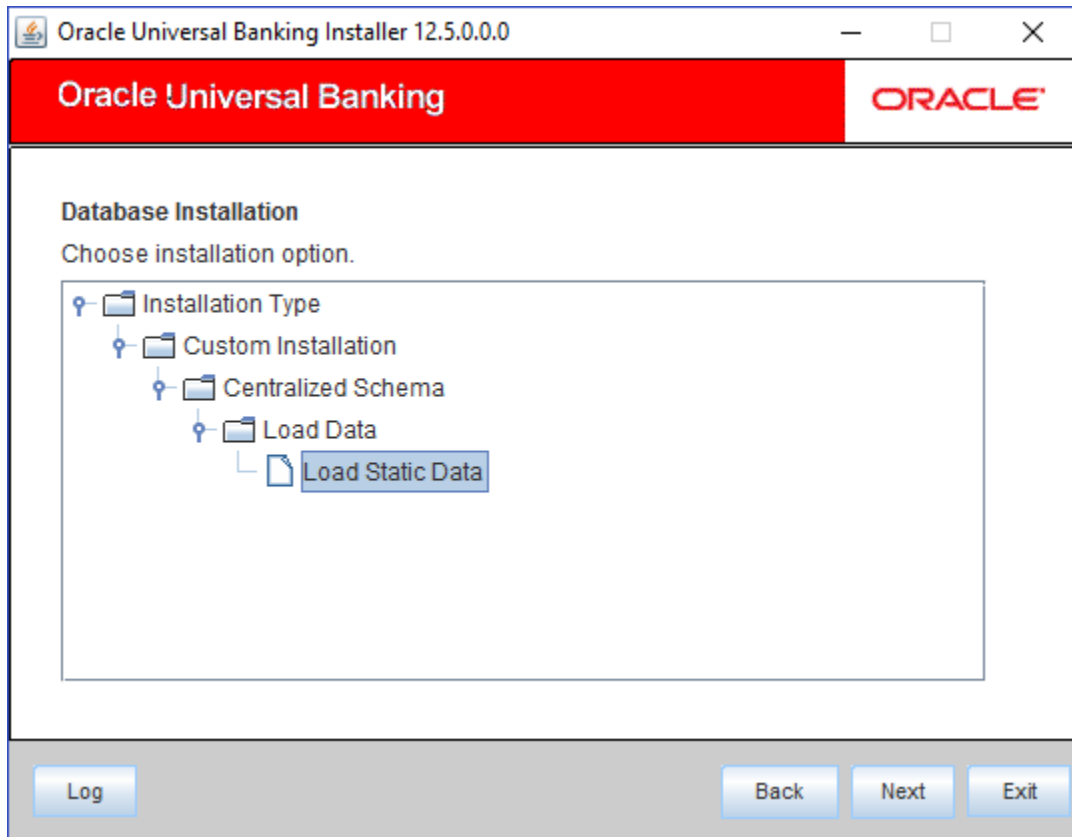 Oracle Universal Banking Installer 12.5.0.0.0
Oracle Universal Banking
ORACLE
Database Installation
Choose installation option.
Installation Type
Custom Installation
Centralized Schema
Load Data
Load Static Data
Log Back Next Exit